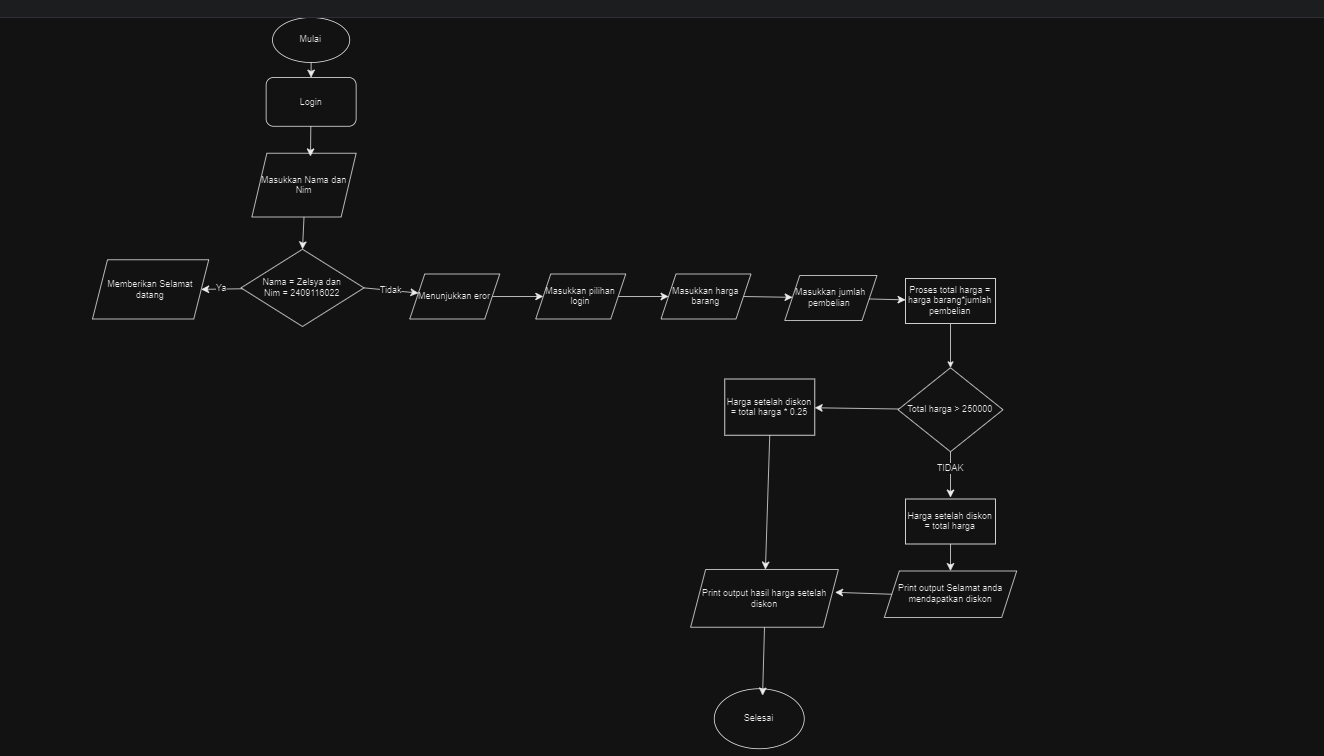 Mulai
Login
Masukkan Nama dan
Nim
Nama = Zelsya dan
Nim = 2409116022
Ya
Memberikan Selamat
datang
Tidak
Menunjukkan eror
Masukkan pilihan
login
Masukkan harga
barang
Masukkan jumlah
pembelian
Proses total harga =
harga barang*jumlah
pembelian
Total harga > 250000
Harga setelah diskon
= total harga * 0.25
TIDAK
Harga setelah diskon
= total harga
Print output Selamat anda
mendapatkan diskon
Print output hasil harga setelah
diskon
Selesai